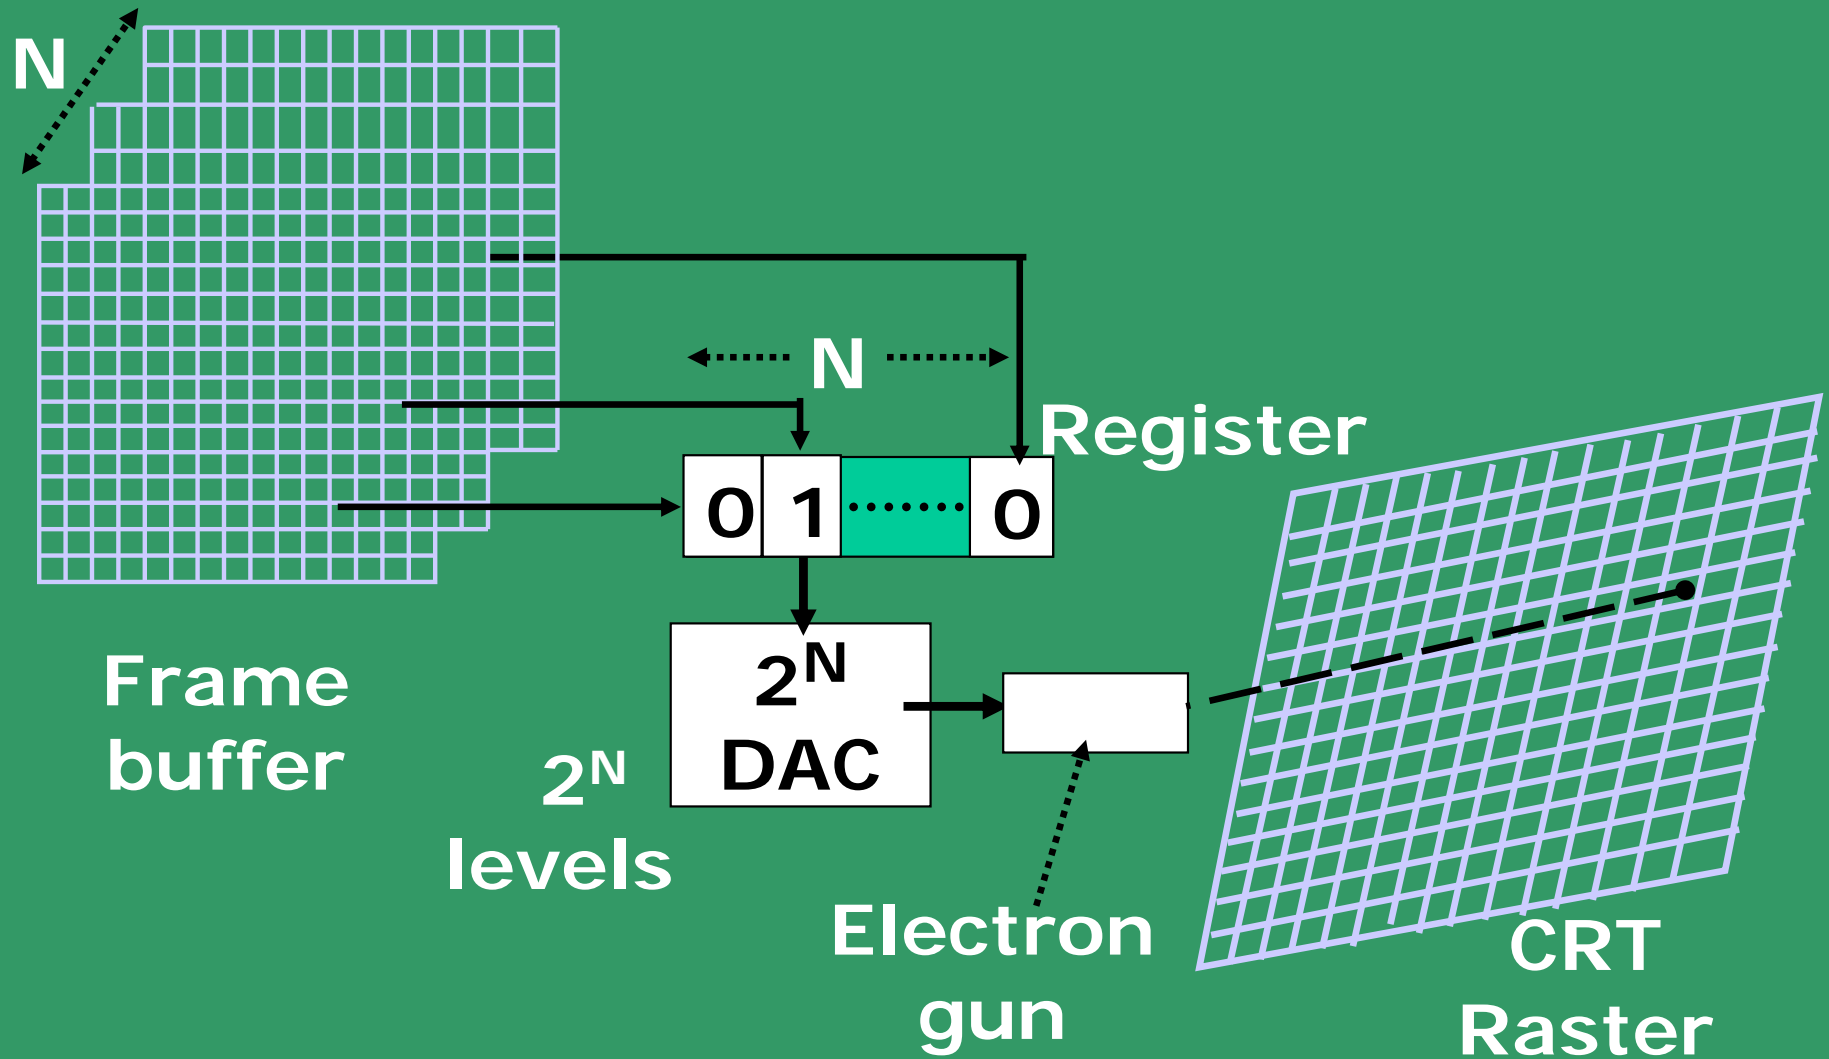 N
N
Register
0 1 ....... 0
2ᴺ
DAC
Frame
buffer
2ᴺ
levels
Electron
gun
CRT
Raster